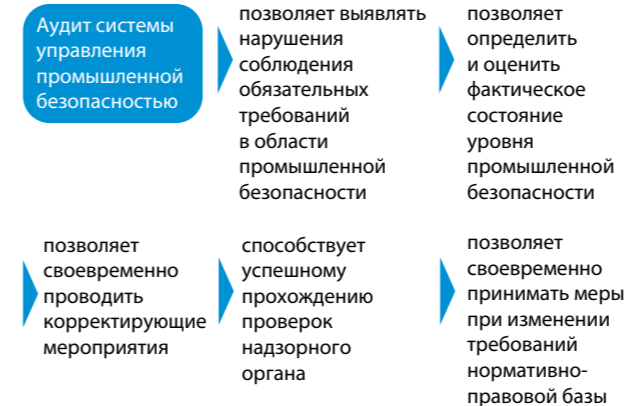 Аудит системы
управления
промышленной
безопасностью
позволяет выявлять
нарушения
соблюдения
обязательных
требований
в области
промышленной
безопасности
позволяет
определить
и оценить
фактическое
состояние
уровня
промышленной
безопасности
позволяет
своевременно
проводить
корректирующие
мероприятия
способствует
успешному
прохождению
проверок
надзорного
органа
позволяет
своевременно
принимать меры
при изменении
требований
нормативно-
правовой базы